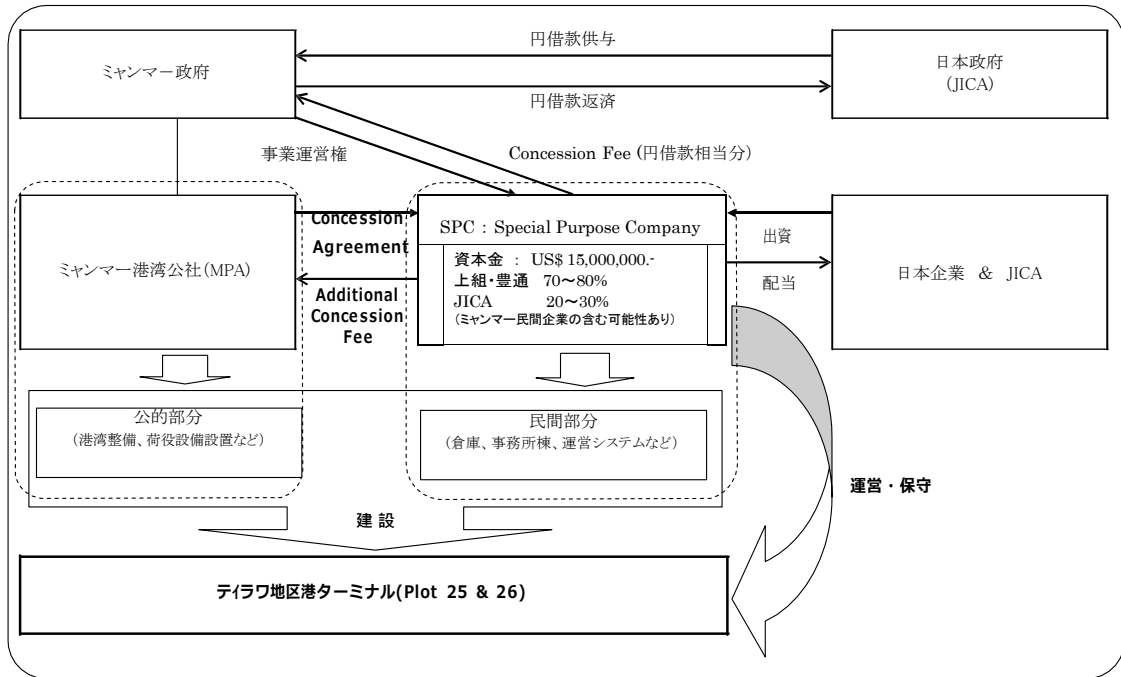 円借款供与
ミャンマー政府
日本政府
(JICA)
円借款返済
事業運営権
Concession Fee (円借款相当分)
ミャンマー港湾公社(MPA)
Concession
Agreement
Additional
Concession
Fee
SPC : Special Purpose Company
資本金 : US$ 15,000,000.-
上組・豊通 70～80%
JICA 20～30%
(ミャンマー民間企業の含む可能性あり)
出資
配当
日本企業 & JICA
公的部分
(港湾整備、荷役設備設置など)
民間部分
(倉庫、事務所棟、運営システムなど)
運営・保守
建 設
ティラワ地区港ターミナル(Plot 25 & 26)